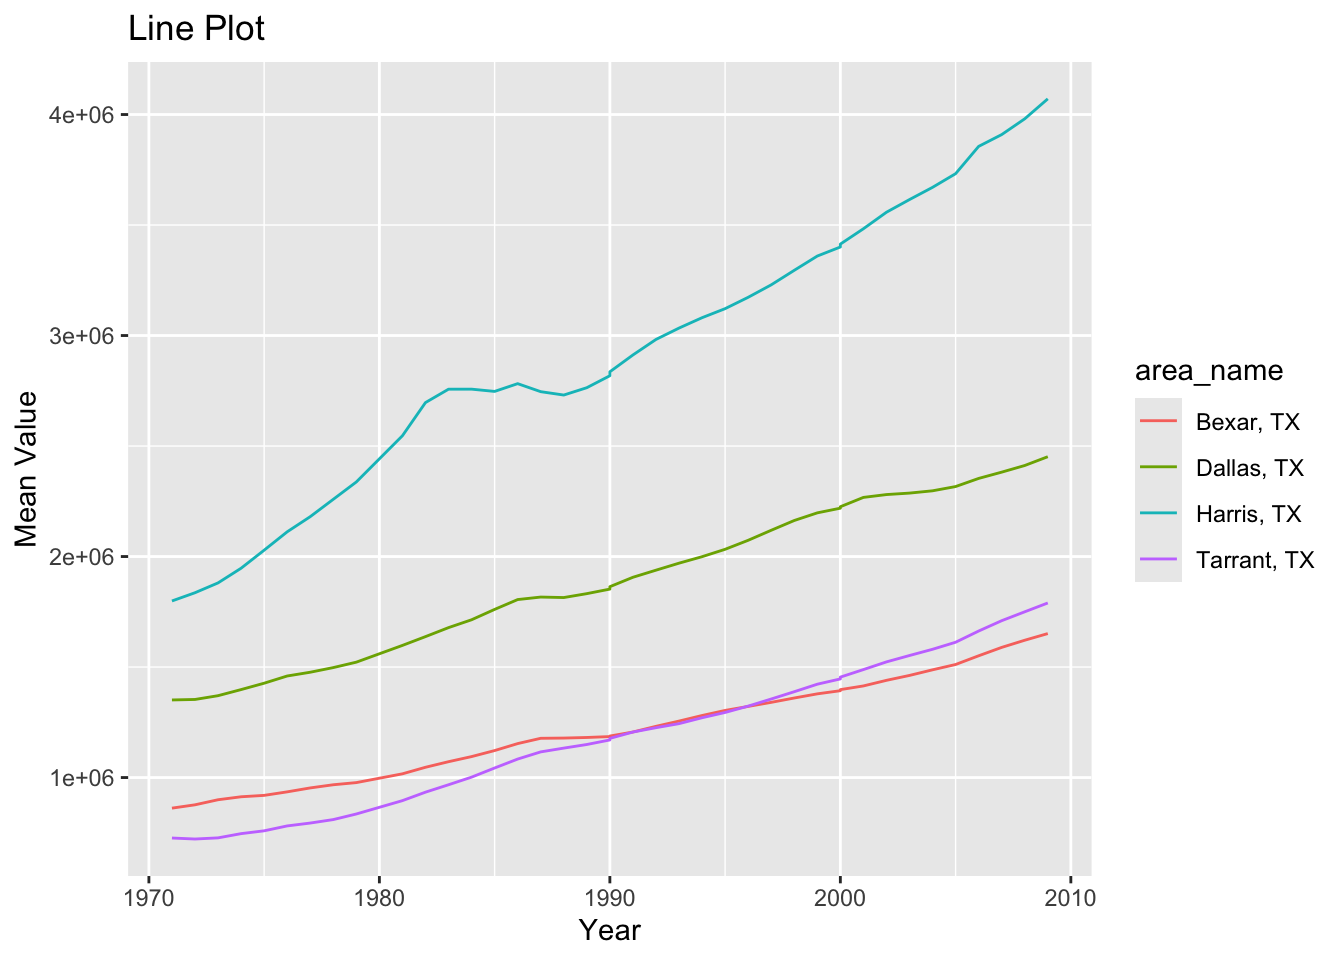 Line Plot
4e+06
3e+06
2e+06
1e+06
Mean Value
1970 1980 1990 2000 2010
Year
area_name
Bexar, TX
Dallas, TX
Harris, TX
Tarrant, TX